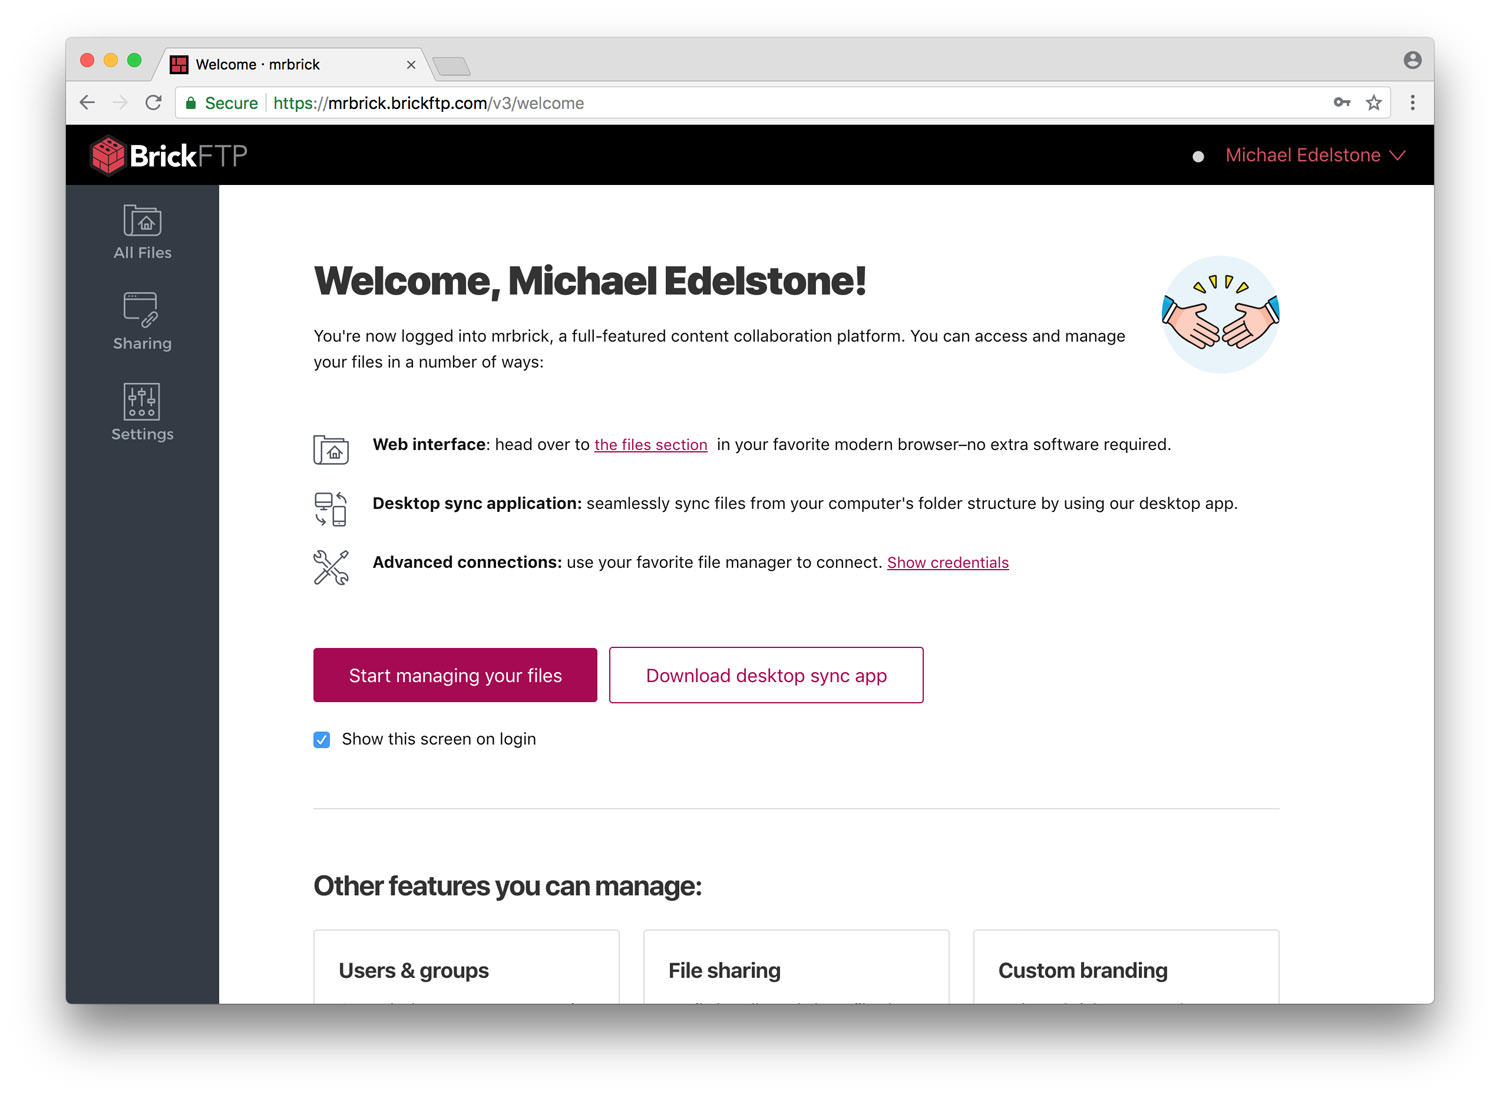 Welcome · mrbrick
Secure https://mrbrick.brickftp.com/v3/welcome
BrickFTP
Michael Edelstone
All Files
Sharing
Settings
Welcome, Michael Edelstone!
You're now logged into mrbrick, a full-featured content collaboration platform. You can access and manage
your files in a number of ways:
Web interface: head over to the files section in your favorite modern browser–no extra software required.
Desktop sync application: seamlessly sync files from your computer's folder structure by using our desktop app.
Advanced connections: use your favorite file manager to connect. Show credentials
Start managing your files
Download desktop sync app
Show this screen on login
Other features you can manage:
Users & groups
File sharing
Custom branding